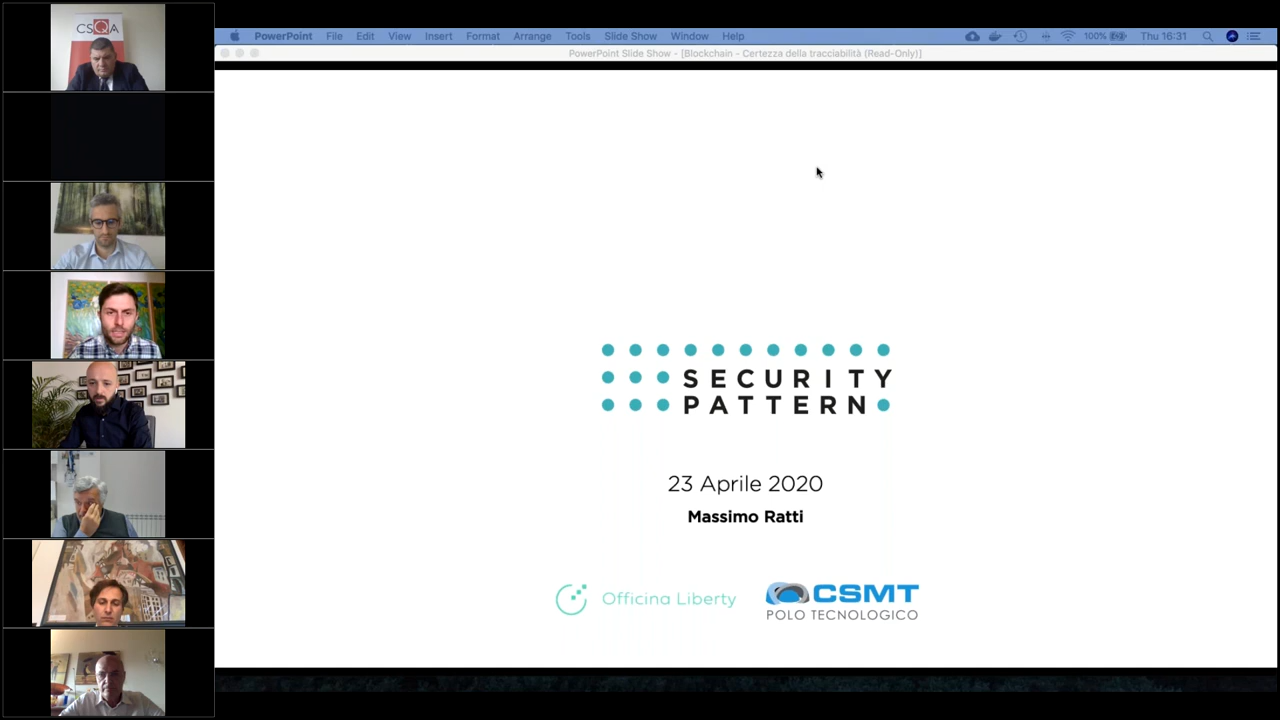 CSQA
PowerPoint File Edit View Insert Format Arrange Tools Slide Show Window Help 100% Thu 16:31
PowerPoint Slide Show - [Blockchain - Certezza della tracciabilità (Read-Only)]
SECURITY
PATTERN
23 Aprile 2020
Massimo Ratti
Officina Liberty
CSMT
POLO TECNOLOGICO